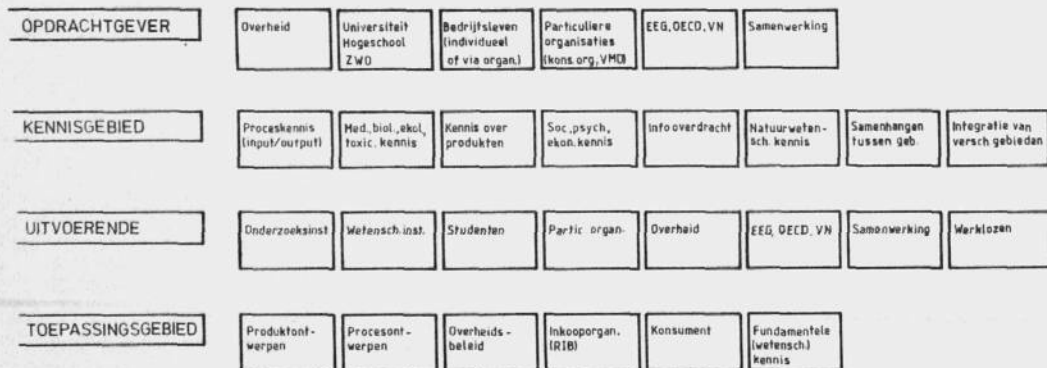 OPDRACHTGEVER
Overheid
Universiteit
Hogeschool
ZWO
Bedrijfsleven
(individueel
of via organ.)
Particuliere
organisaties
(kons.org, VMD)
EEG, OECD, VN
Samenwerking
KENNISGEBIED
Proceskennis
(input/output)
Med., biol., ekol,
toxic. kennis
Kennis over
produkten
Soc., psych,
ekon. kennis
Info overdracht
Natuurweten-
sch. kennis
Samenhangen
tussen geb.
Integratie van
versch gebieden
UITVOERENDE
Onderzoeksinst
Wetensch. inst.
Studenten
Partic organ.
Overheid
EEG, OECD, VN
Samenwerking
Werklozen
TOEPASSINGSGEBIED
Produktont-
werpen
Procesont-
werpen
Overheids-
beleid
Inkooporgan.
(RIB)
Konsument
Fundamentele
(wetensch.)
kennis